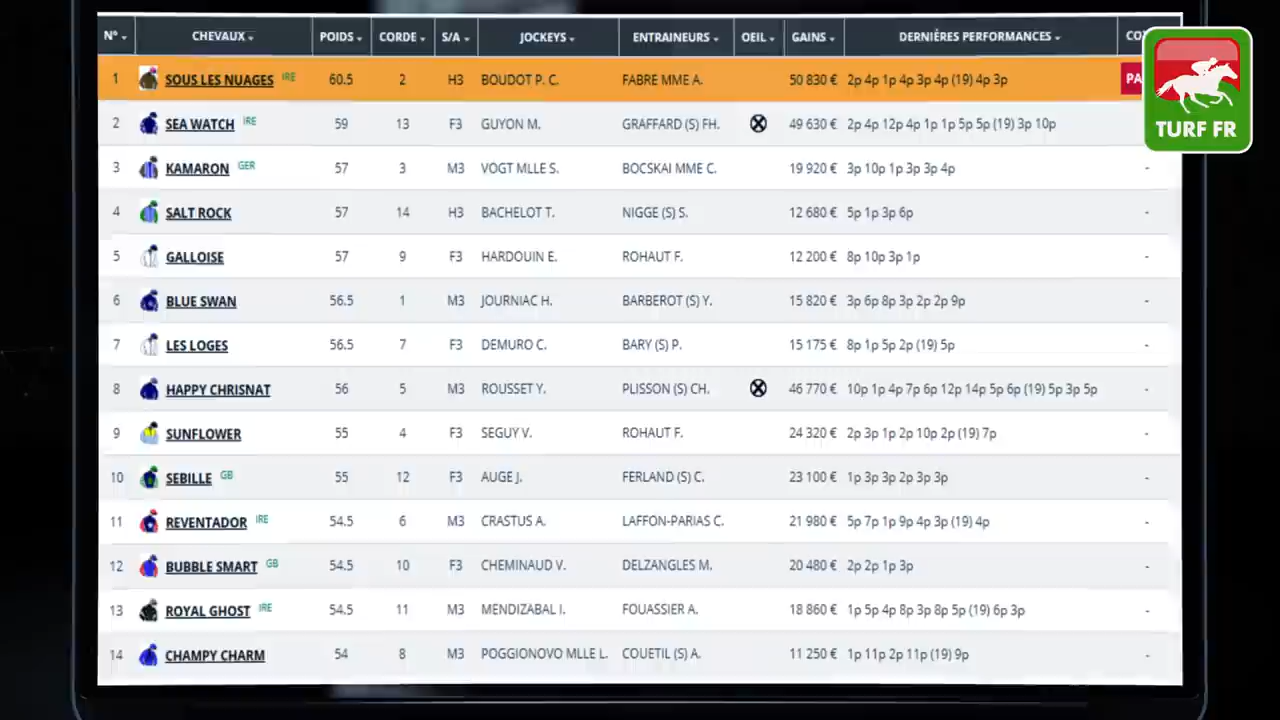 N° CHEVAUX POIDS CORDE S/A JOCKEYS ENTRAINEURS OEIL GAINS DERNIÈRES PERFORMANCES
1 SOUS LES NUAGES IRE 60.5 2 H3 BOUDOT P. C. FABRE MME A. 50 830 € 2p 4p 1p 4p 3p 4p (19) 4p 3p PA
2 SEA WATCH IRE 59 13 F3 GUYON M. GRAFFARD (S) FH. 49 630 € 2p 4p 12p 4p 1p 1p 5p 5p (19) 3p 10p
3 KAMARON GER 57 3 M3 VOGT MLLE S. BOCSKAI MME C. 19 920 € 3p 10p 1p 3p 3p 4p -
4 SALT ROCK 57 14 H3 BACHELOT T. NIGGE (S) S. 12 680 € 5p 1p 3p 6p -
5 GALLOISE 57 9 F3 HARDOUIN E. ROHAUT F. 12 200 € 8p 10p 3p 1p -
6 BLUE SWAN 56.5 1 M3 JOURNIAC H. BARBEROT (S) Y. 15 820 € 3p 6p 8p 3p 2p 2p 9p -
7 LES LOGES 56.5 7 F3 DEMURO C. BARY (S) P. 15 175 € 8p 1p 5p 2p (19) 5p -
8 HAPPY CHRISNAT 56 5 M3 ROUSSET Y. PLISSON (S) CH. 46 770 € 10p 1p 4p 7p 6p 12p 14p 5p 6p (19) 5p 3p 5p -
9 SUNFLOWER 55 4 F3 SEGUY V. ROHAUT F. 24 320 € 2p 3p 1p 2p 10p 2p (19) 7p -
10 SEBILLE GB 55 12 F3 AUGE J. FERLAND (S) C. 23 100 € 1p 3p 3p 2p 3p 3p -
11 REVENTADOR IRE 54.5 6 M3 CRASTUS A. LAFFON-PARIAS C. 21 980 € 5p 7p 1p 9p 4p 3p (19) 4p -
12 BUBBLE SMART GB 54.5 10 F3 CHEMINAUD V. DELZANGLES M. 20 480 € 2p 2p 1p 3p -
13 ROYAL GHOST IRE 54.5 11 M3 MENDIZABAL I. FOUASSIER A. 18 860 € 1p 5p 4p 8p 3p 8p 5p (19) 6p 3p -
14 CHAMPY CHARM 54 8 M3 POGGIONOVO MLLE L. COUETIL (S) A. 11 250 € 1p 11p 2p 11p (19) 9p -
TURF FR